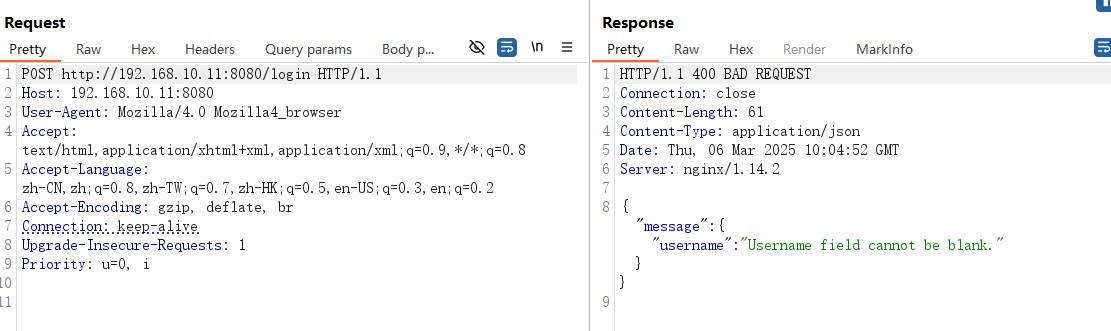 Request
Pretty Raw Hex Headers Query params Body p... \n
1 POST http://192.168.10.11:8080/login HTTP/1.1
2 Host: 192.168.10.11:8080
3 User-Agent: Mozilla/4.0 Mozilla4_browser
4 Accept:
text/html,application/xhtml+xml,application/xml;q=0.9,*/*;q=0.8
5 Accept-Language:
zh-CN,zh;q=0.8,zh-TW;q=0.7,zh-HK;q=0.5,en-US;q=0.3,en;q=0.2
6 Accept-Encoding: gzip, deflate, br
7 Connection: keep-alive
8 Upgrade-Insecure-Requests: 1
9 Priority: u=0, i
10
11
Response
Pretty Raw Hex Render MarkInfo
1 HTTP/1.1 400 BAD REQUEST
2 Connection: close
3 Content-Length: 61
4 Content-Type: application/json
5 Date: Thu, 06 Mar 2025 10:04:52 GMT
6 Server: nginx/1.14.2
7
8 {
"message":{
"username":"Username field cannot be blank."
}
}
9